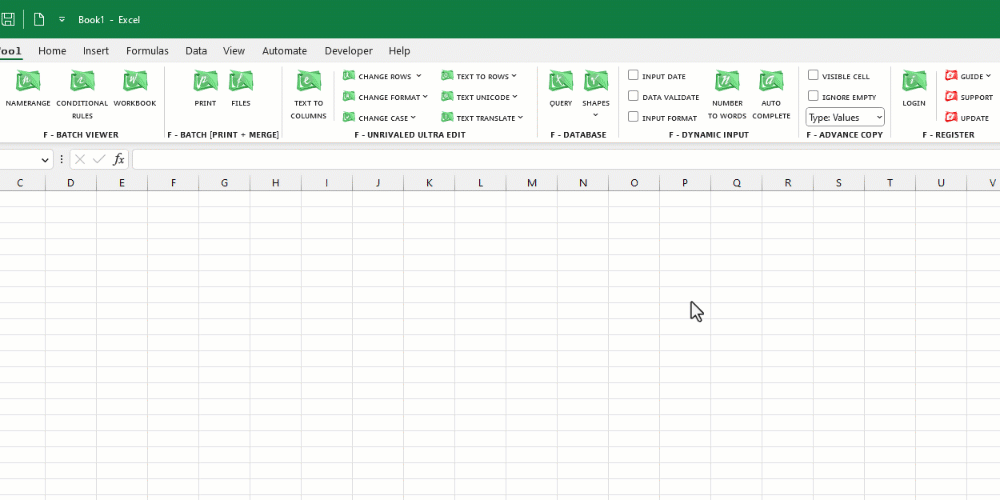 Book1 - Excel
Tool Home Insert Formulas Data View Automate Developer Help
NAMERANGE
CONDITIONAL RULES
WORKBOOK
F - BATCH VIEWER
PRINT
FILES
F - BATCH [PRINT + MERGE]
TEXT TO COLUMNS
CHANGE ROWS
CHANGE FORMAT
CHANGE CASE
TEXT TO ROWS
TEXT UNICODE
TEXT TRANSLATE
F - UNRIVALED ULTRA EDIT
QUERY
SHAPES
F - DATABASE
INPUT DATE
DATA VALIDATE
INPUT FORMAT
NUMBER TO WORDS
AUTO COMPLETE
F - DYNAMIC INPUT
VISIBLE CELL
IGNORE EMPTY
Type: Values
F - ADVANCE COPY
LOGIN
GUIDE
SUPPORT
UPDATE
F - REGISTER
fx
C D E F G H I J K L M N O P Q R S T U V